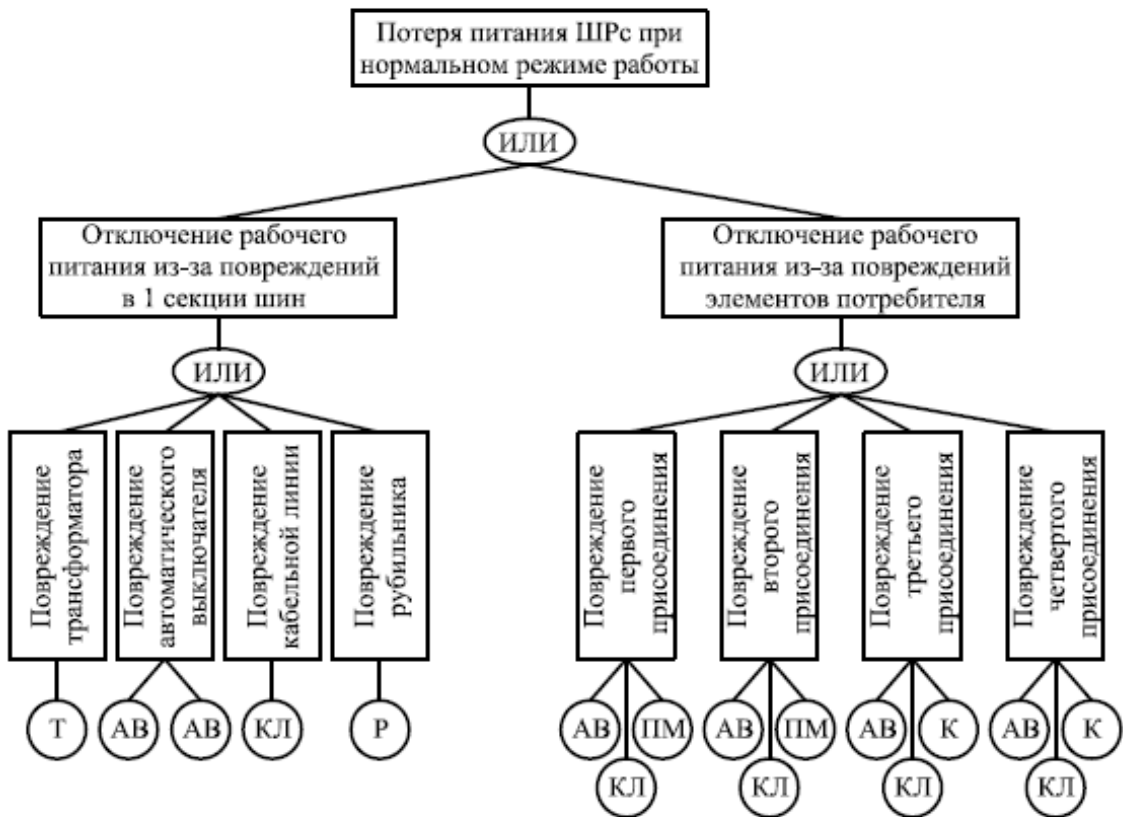 Потеря питания ШРс при
нормальном режиме работы
ИЛИ
Отключение рабочего
питания из-за повреждений
в 1 секции шин
Отключение рабочего
питания из-за повреждений
элементов потребителя
ИЛИ
ИЛИ
Повреждение
трансформатора
Повреждение
автоматического
выключателя
Повреждение
кабельной линии
Повреждение
рубильника
Повреждение
первого
присоединения
Повреждение
второго
присоединения
Повреждение
третьего
присоединения
Повреждение
четвертого
присоединения
Т
АВ
АВ
КЛ
Р
АВ
ПМ
АВ
ПМ
АВ
К
АВ
К
КЛ
КЛ
КЛ
КЛ